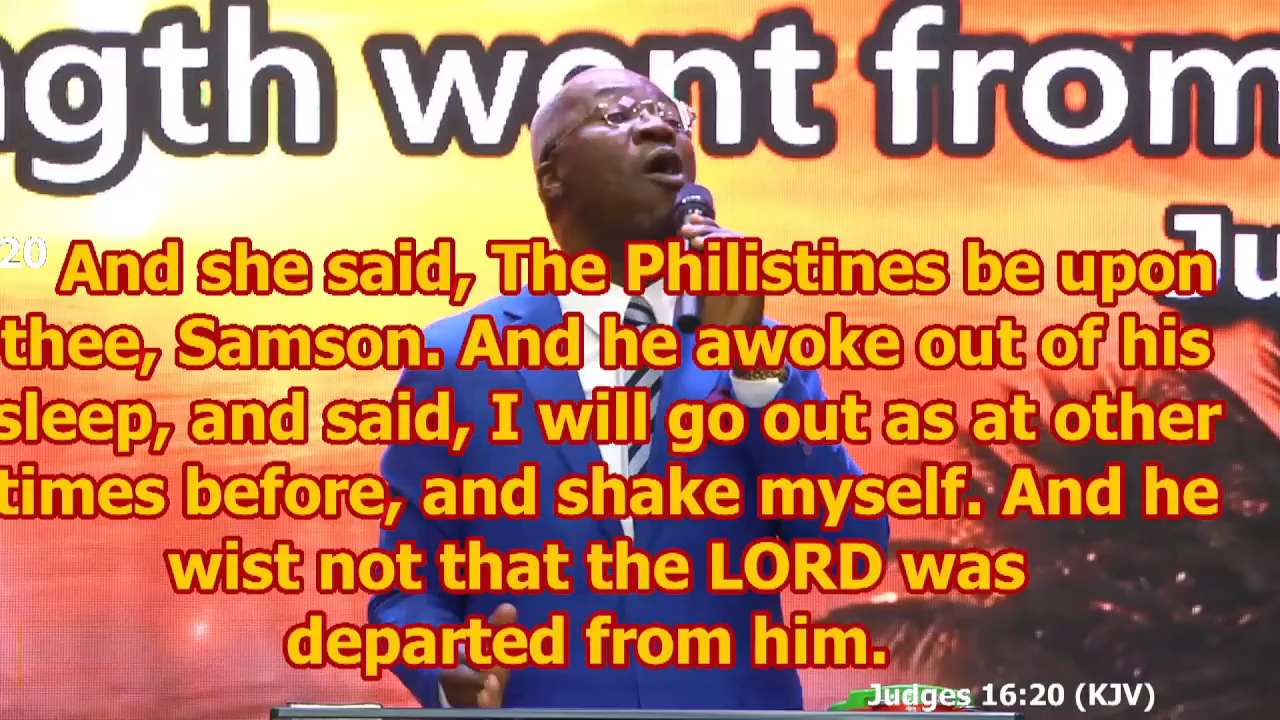 ngth went from
Ju
20 And she said, The Philistines be upon
thee, Samson. And he awoke out of his
sleep, and said, I will go out as at other
times before, and shake myself. And he
wist not that the LORD was
departed from him.
Judges 16:20 (KJV)